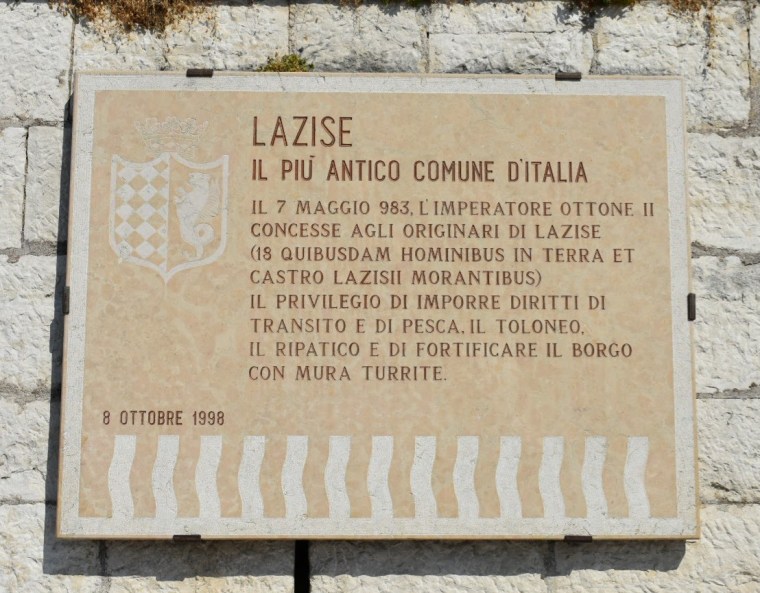 LAZISE
IL PIÙ ANTICO COMUNE D'ITALIA
IL 7 MAGGIO 983, L'IMPERATORE OTTONE II
CONCESSE AGLI ORIGINARI DI LAZISE
(18 QUIBUSDAM HOMINIBUS IN TERRA ET
CASTRO LAZISII MORANTIBUS)
IL PRIVILEGIO DI IMPORRE DIRITTI DI
TRANSITO E DI PESCA, IL TOLONEO,
IL RIPATICO E DI FORTIFICARE IL BORGO
CON MURA TURRITE.
8 OTTOBRE 1998